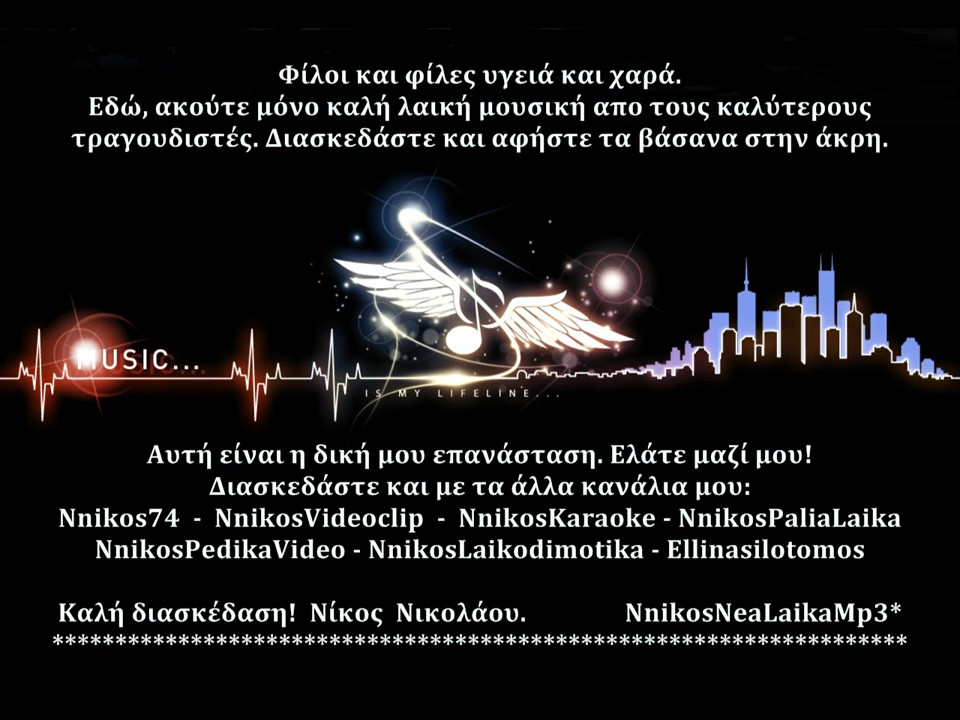 Φίλοι και φίλες υγειά και χαρά.
Εδώ, ακούτε μόνο καλή λαική μουσική απο τους καλύτερους
τραγουδιστές. Διασκεδάστε και αφήστε τα βάσανα στην άκρη.
MUSIC...
IS MY LIFELINE...
Αυτή είναι η δική μου επανάσταση. Ελάτε μαζί μου!
Διασκεδάστε και με τα άλλα κανάλια μου:
Nnikos74 - NnikosVideoclip - NnikosKaraoke - NnikosPaliaLaika
NnikosPedikaVideo - NnikosLaikodimotika - Ellinasilotomos
Καλή διασκέδαση! Νίκος Νικολάου. NnikosNeaLaikaMp3*
********************************************************************